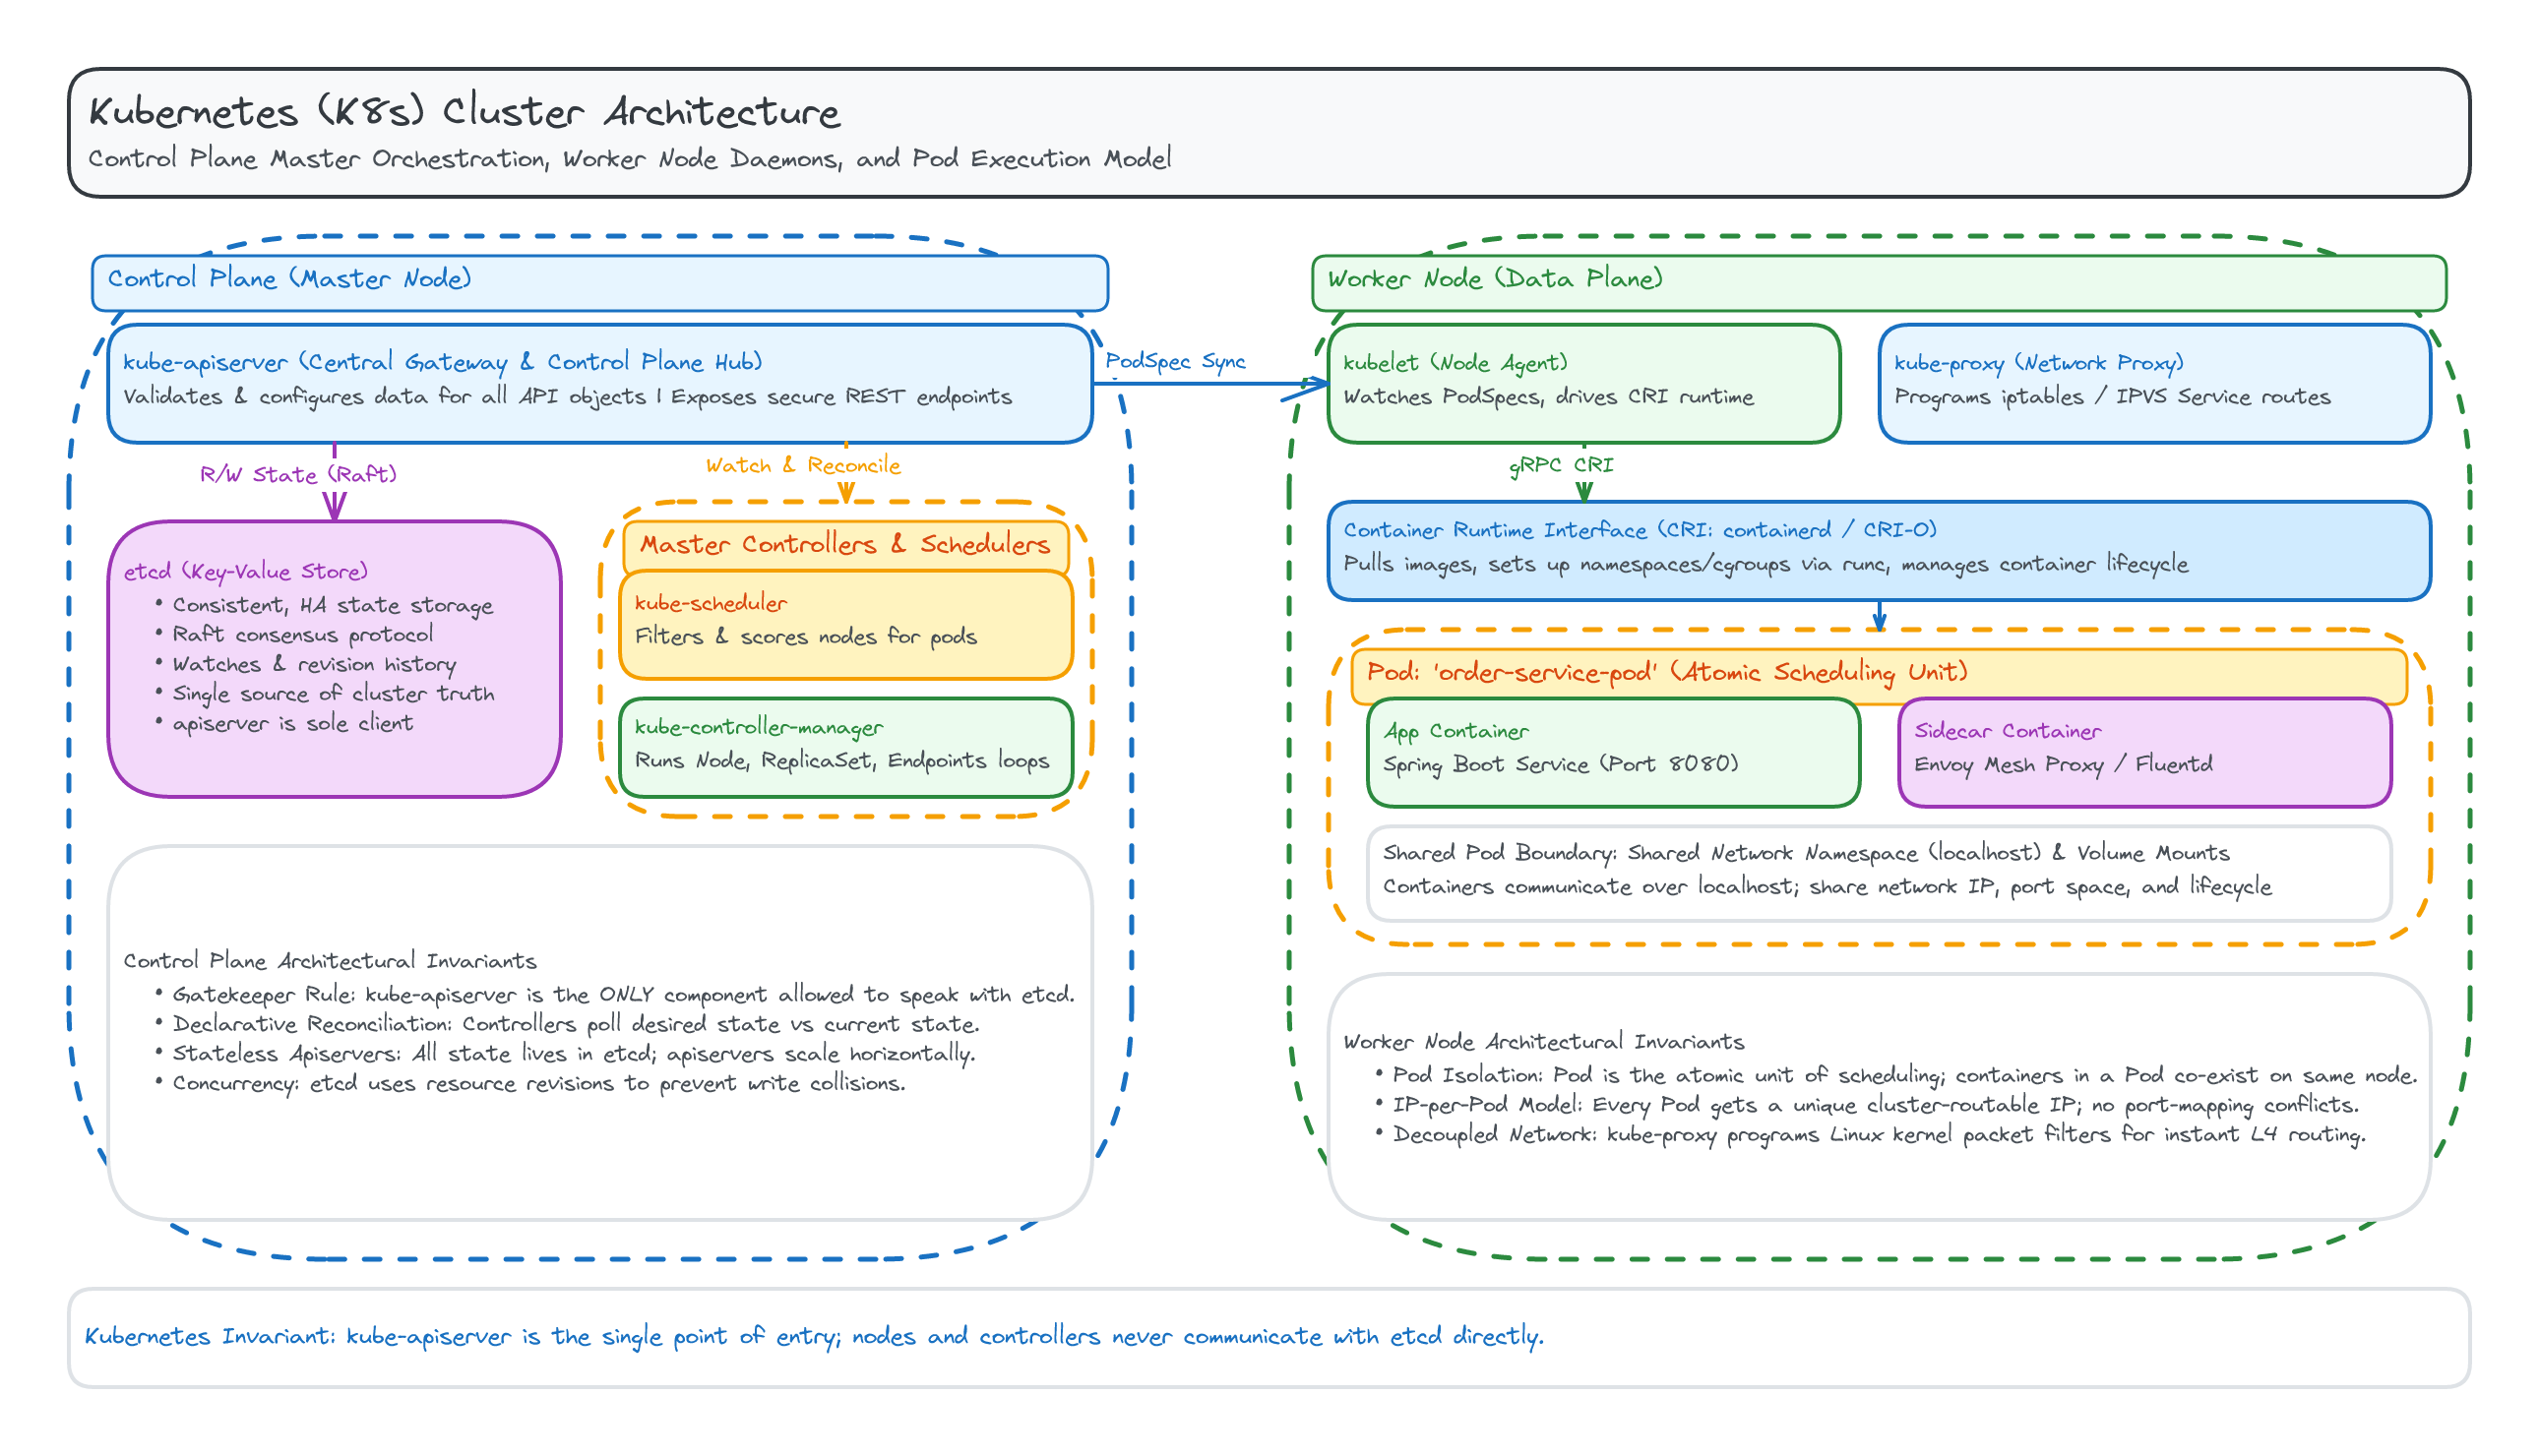 Kubernetes (K8s) Cluster Architecture
Control Plane Master Orchestration, Worker Node Daemons, and Pod Execution Model
Control Plane (Master Node)
kube-apiserver (Central Gateway & Control Plane Hub)
Validates & configures data for all API objects | Exposes secure REST endpoints
PodSpec Sync
R/W State (Raft)
Watch & Reconcile
etcd (Key-Value Store)
• Consistent, HA state storage
• Raft consensus protocol
• Watches & revision history
• Single source of cluster truth
• apiserver is sole client
Master Controllers & Schedulers
kube-scheduler
Filters & scores nodes for pods
kube-controller-manager
Runs Node, ReplicaSet, Endpoints loops
Control Plane Architectural Invariants
• Gatekeeper Rule: kube-apiserver is the ONLY component allowed to speak with etcd.
• Declarative Reconciliation: Controllers poll desired state vs current state.
• Stateless Apiservers: All state lives in etcd; apiservers scale horizontally.
• Concurrency: etcd uses resource revisions to prevent write collisions.
Worker Node (Data Plane)
kubelet (Node Agent)
Watches PodSpecs, drives CRI runtime
kube-proxy (Network Proxy)
Programs iptables / IPVS Service routes
gRPC CRI
Container Runtime Interface (CRI: containerd / CRI-O)
Pulls images, sets up namespaces/cgroups via runc, manages container lifecycle
Pod: 'order-service-pod' (Atomic Scheduling Unit)
App Container
Spring Boot Service (Port 8080)
Sidecar Container
Envoy Mesh Proxy / Fluentd
Shared Pod Boundary: Shared Network Namespace (localhost) & Volume Mounts
Containers communicate over localhost; share network IP, port space, and lifecycle
Worker Node Architectural Invariants
• Pod Isolation: Pod is the atomic unit of scheduling; containers in a Pod co-exist on same node.
• IP-per-Pod Model: Every Pod gets a unique cluster-routable IP; no port-mapping conflicts.
• Decoupled Network: kube-proxy programs Linux kernel packet filters for instant L4 routing.
Kubernetes Invariant: kube-apiserver is the single point of entry; nodes and controllers never communicate with etcd directly.